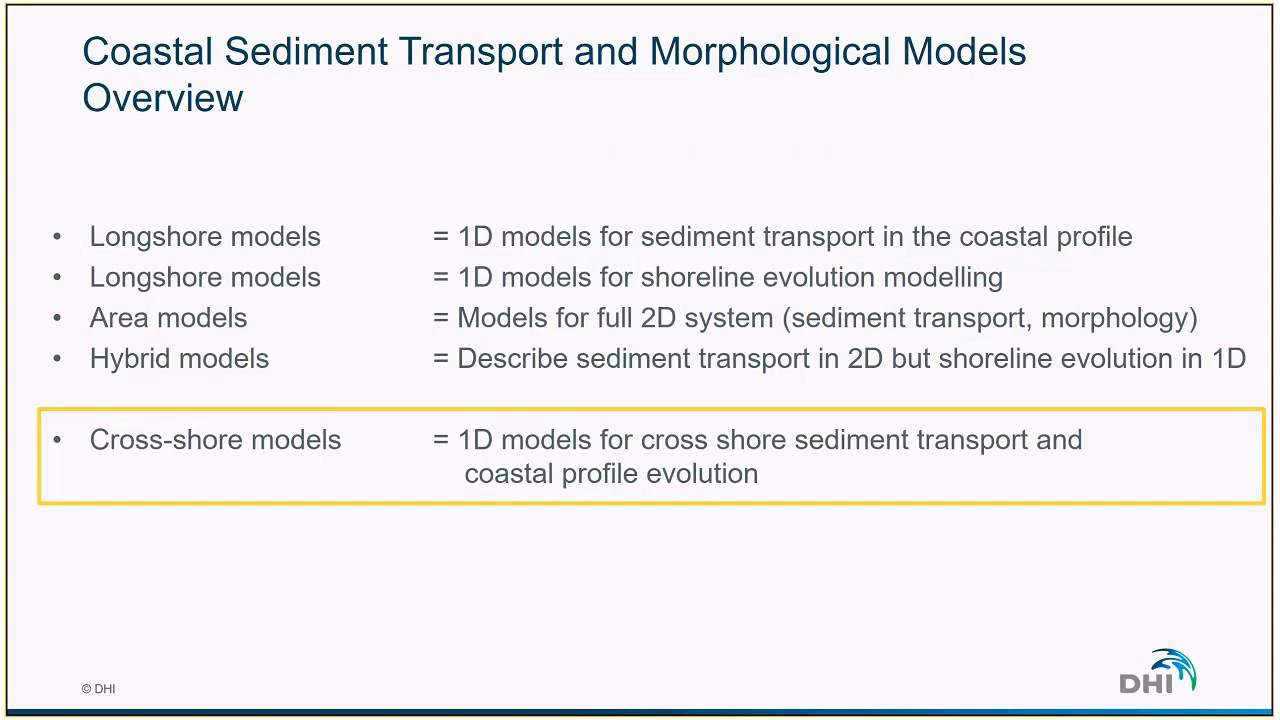 Coastal Sediment Transport and Morphological Models
Overview
• Longshore models = 1D models for sediment transport in the coastal profile
• Longshore models = 1D models for shoreline evolution modelling
• Area models = Models for full 2D system (sediment transport, morphology)
• Hybrid models = Describe sediment transport in 2D but shoreline evolution in 1D
• Cross-shore models = 1D models for cross shore sediment transport and
coastal profile evolution
© DHI
DHI